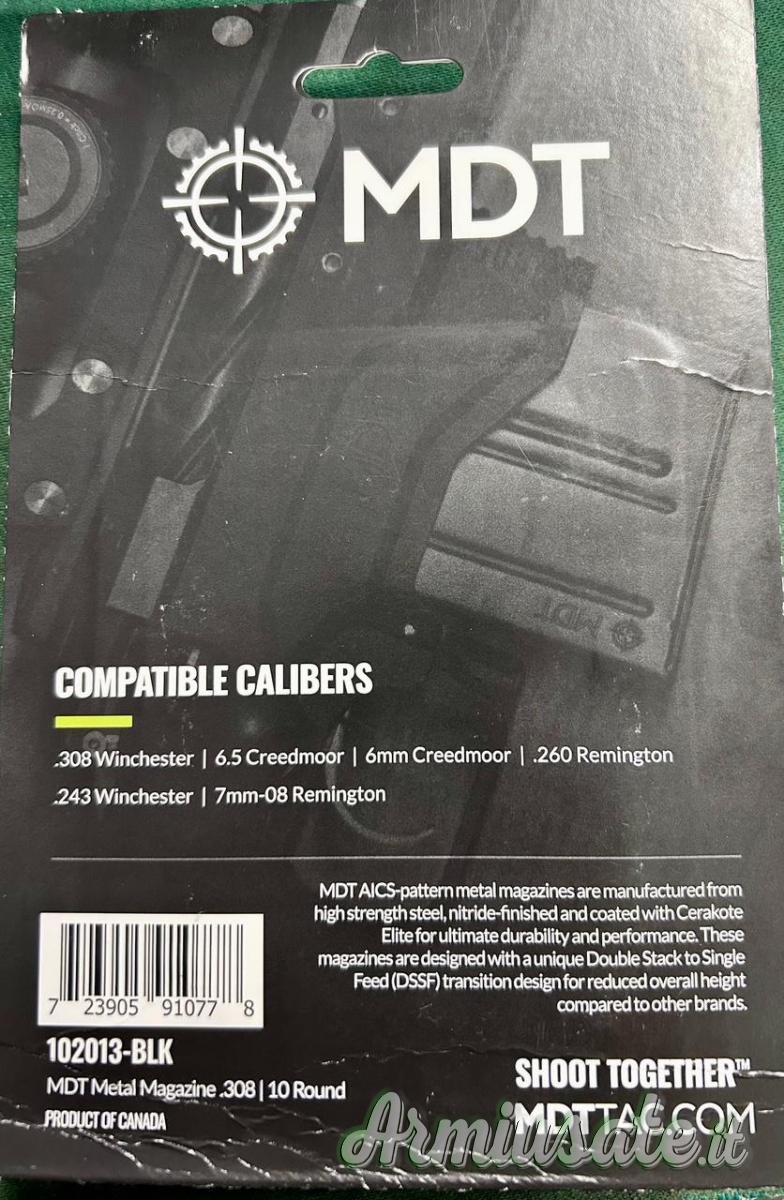 MDT
MDT
COMPATIBLE CALIBERS
.308 Winchester | 6.5 Creedmoor | 6mm Creedmoor | .260 Remington
.243 Winchester | 7mm-08 Remington
MDT AICS-pattern metal magazines are manufactured from
high strength steel, nitride-finished and coated with Cerakote
Elite for ultimate durability and performance. These
magazines are designed with a unique Double Stack to Single
Feed (DSSF) transition design for reduced overall height
compared to other brands.
7 23905 91077 8
102013-BLK
MDT Metal Magazine .308 | 10 Round
PRODUCT OF CANADA
SHOOT TOGETHER™
MDTTAC.COM
Armiusate.it